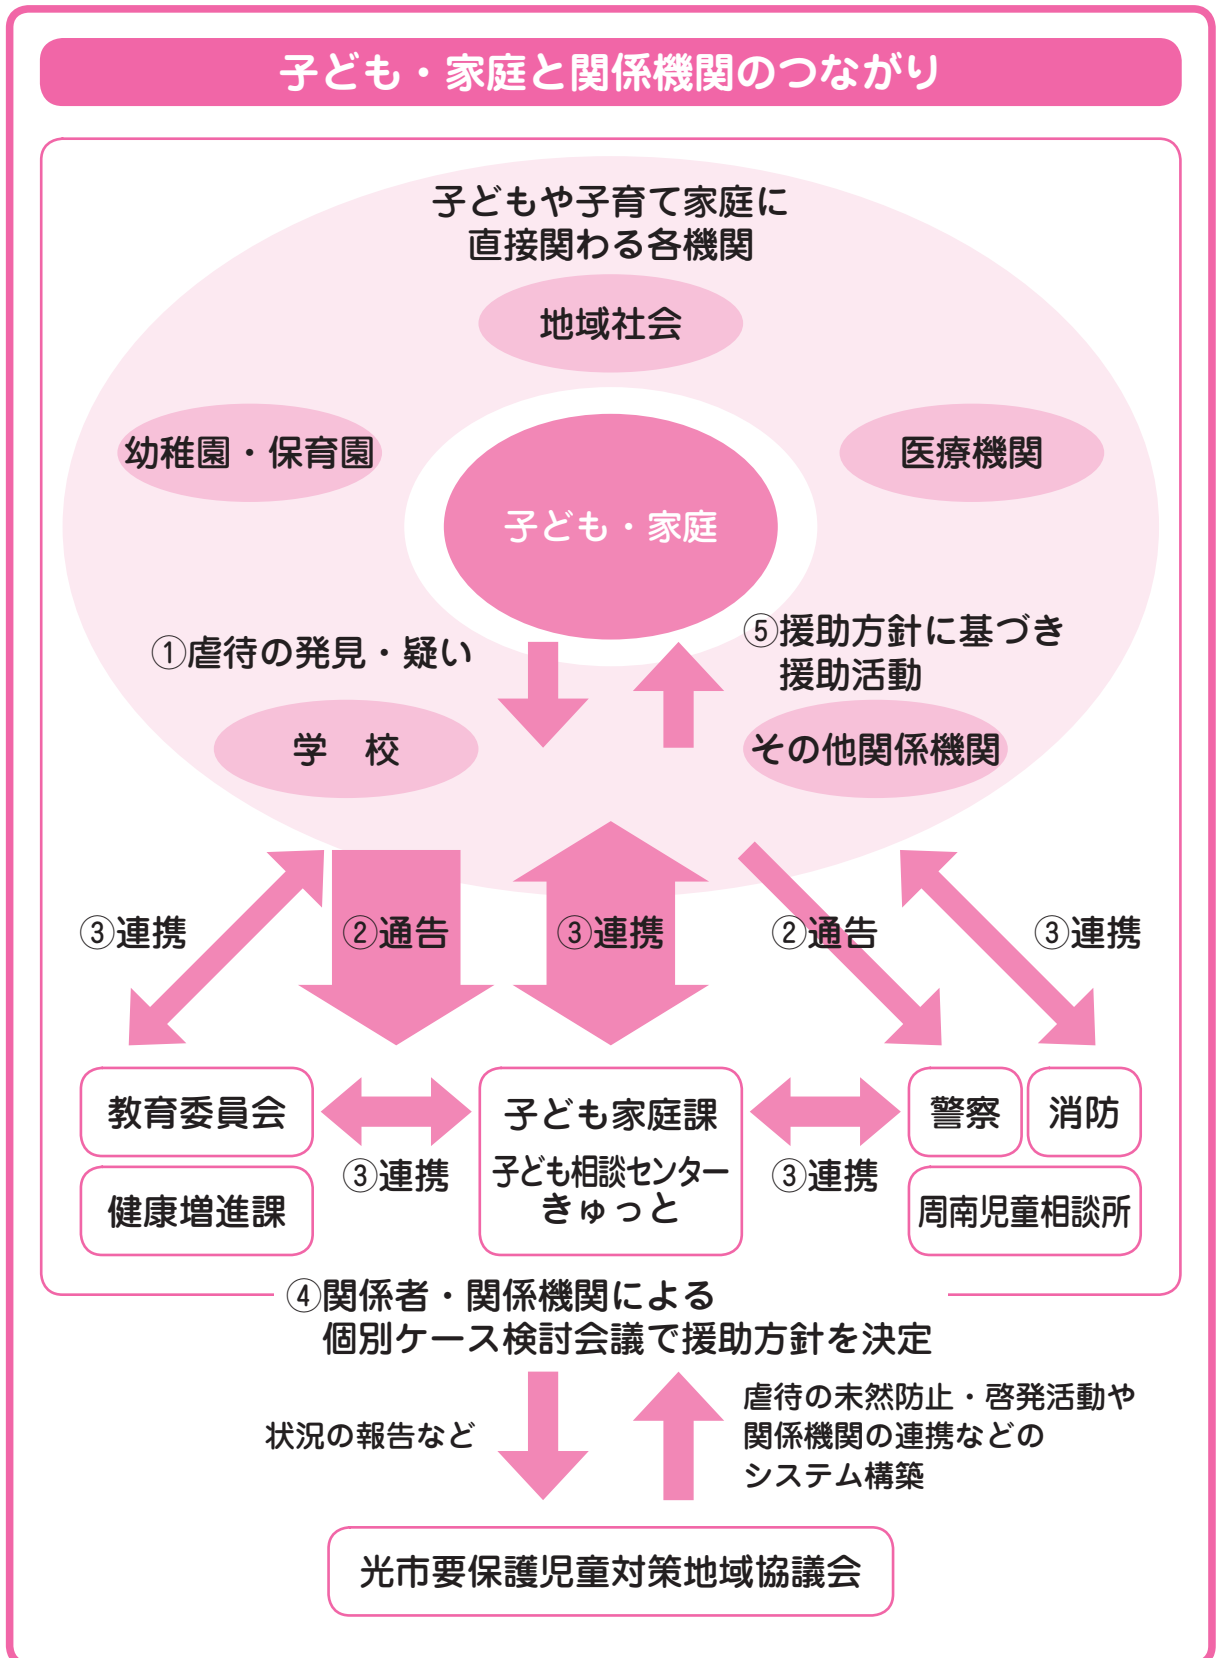 子ども・家庭と関係機関のつながり
子どもや子育て家庭に
直接関わる各機関
地域社会
幼稚園・保育園
医療機関
子ども・家庭
①虐待の発見・疑い
⑤援助方針に基づき
援助活動
学　校
その他関係機関
③連携
②通告
③連携
②通告
③連携
教育委員会
健康増進課
③連携
子ども家庭課
子ども相談センター
きゅっと
③連携
警察
消防
周南児童相談所
④関係者・関係機関による
個別ケース検討会議で援助方針を決定
状況の報告など
虐待の未然防止・啓発活動や
関係機関の連携などの
システム構築
光市要保護児童対策地域協議会